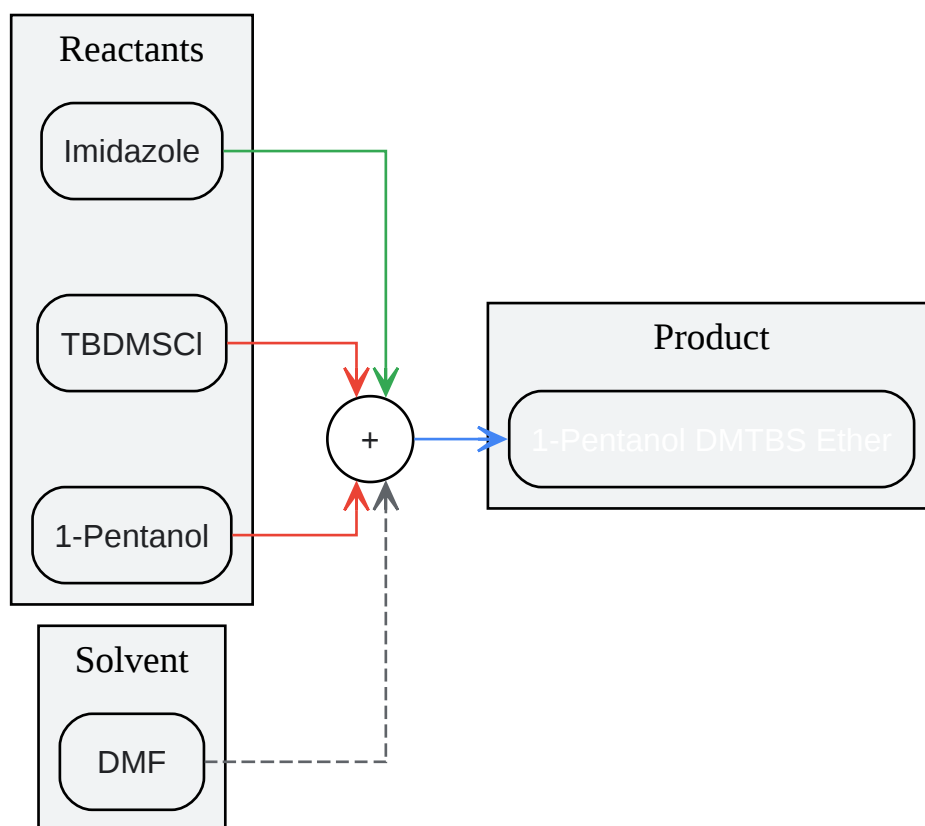 Reactants
Imidazole
TBDMSCl
1-Pentanol
+
Product
1-Pentanol DMTBS Ether
Solvent
DMF